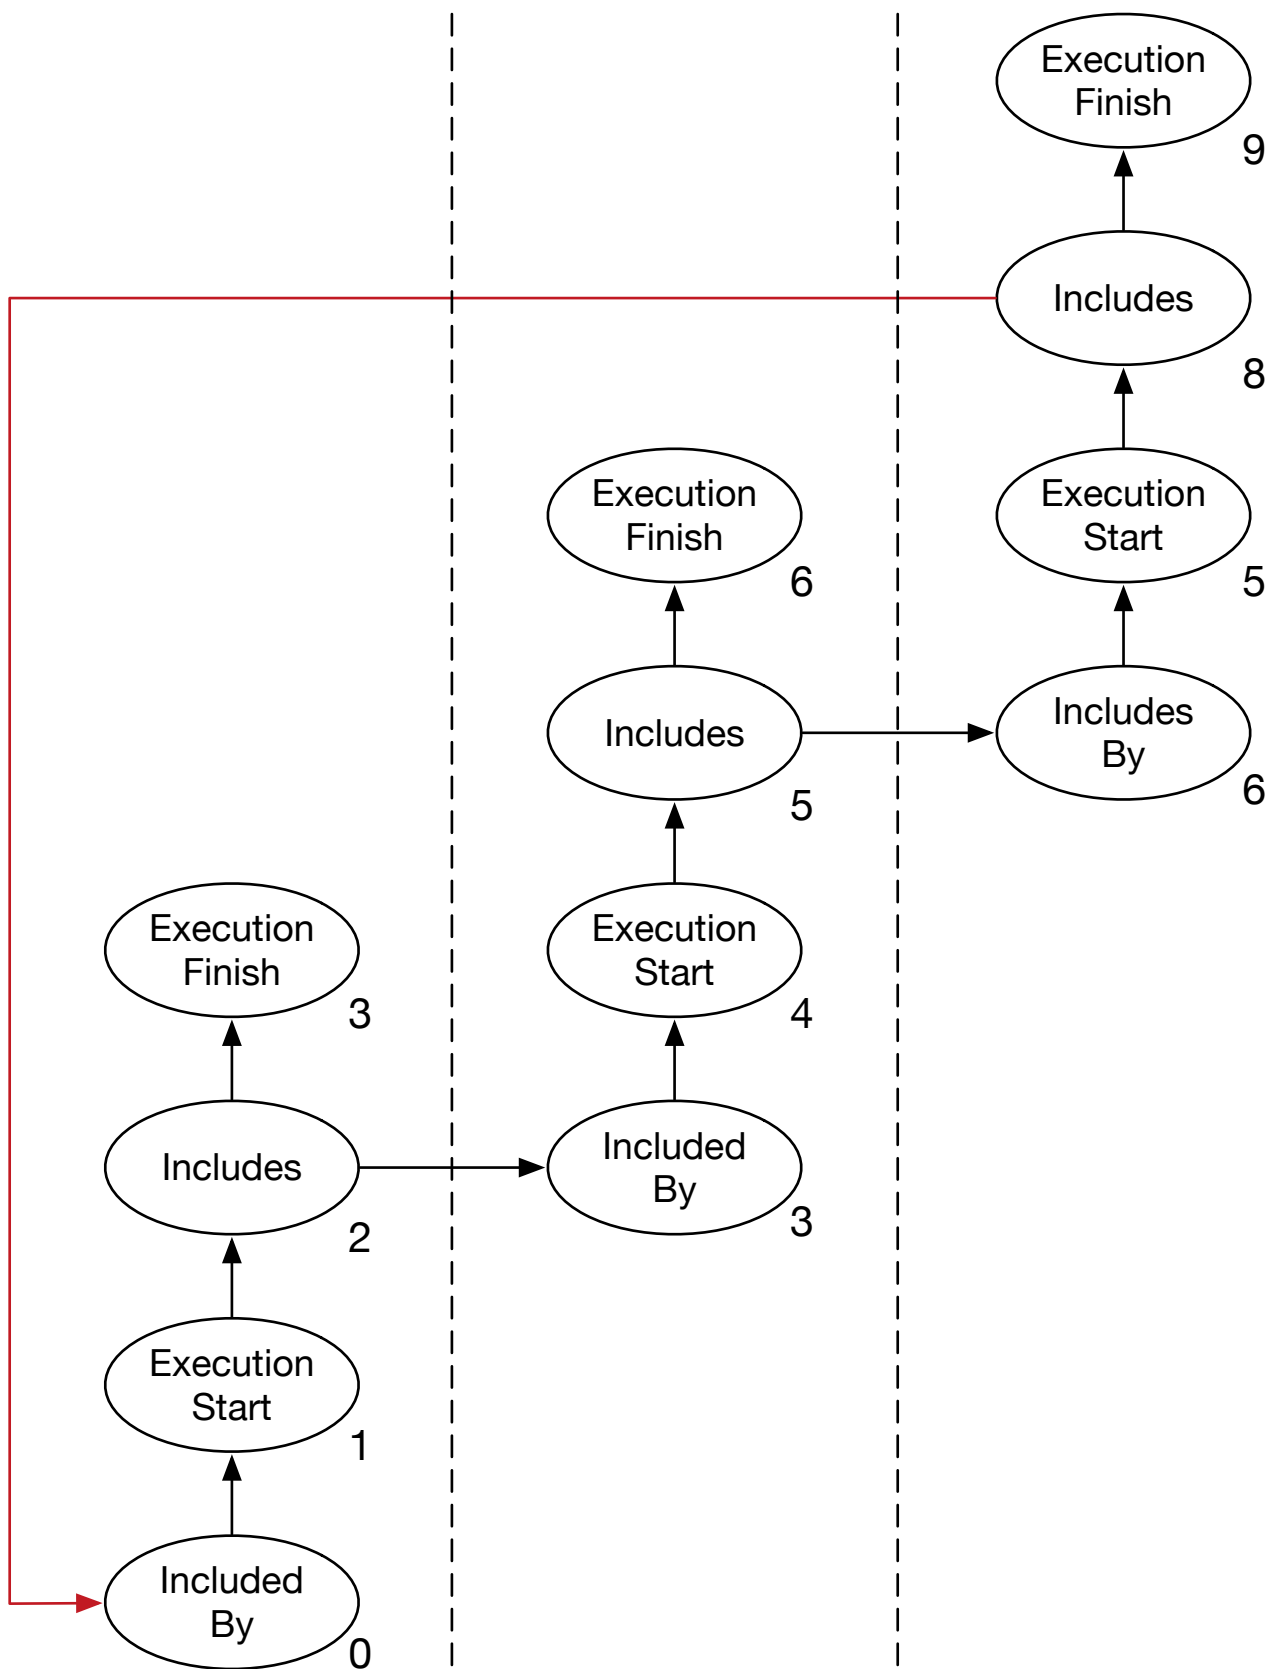 Execution
Finish
9
Includes
8
Execution
Finish
6
Execution
Start
5
Includes
5
Includes
By
6
Execution
Finish
3
Execution
Start
4
Includes
2
Included
By
3
Execution
Start
1
Included
By
0